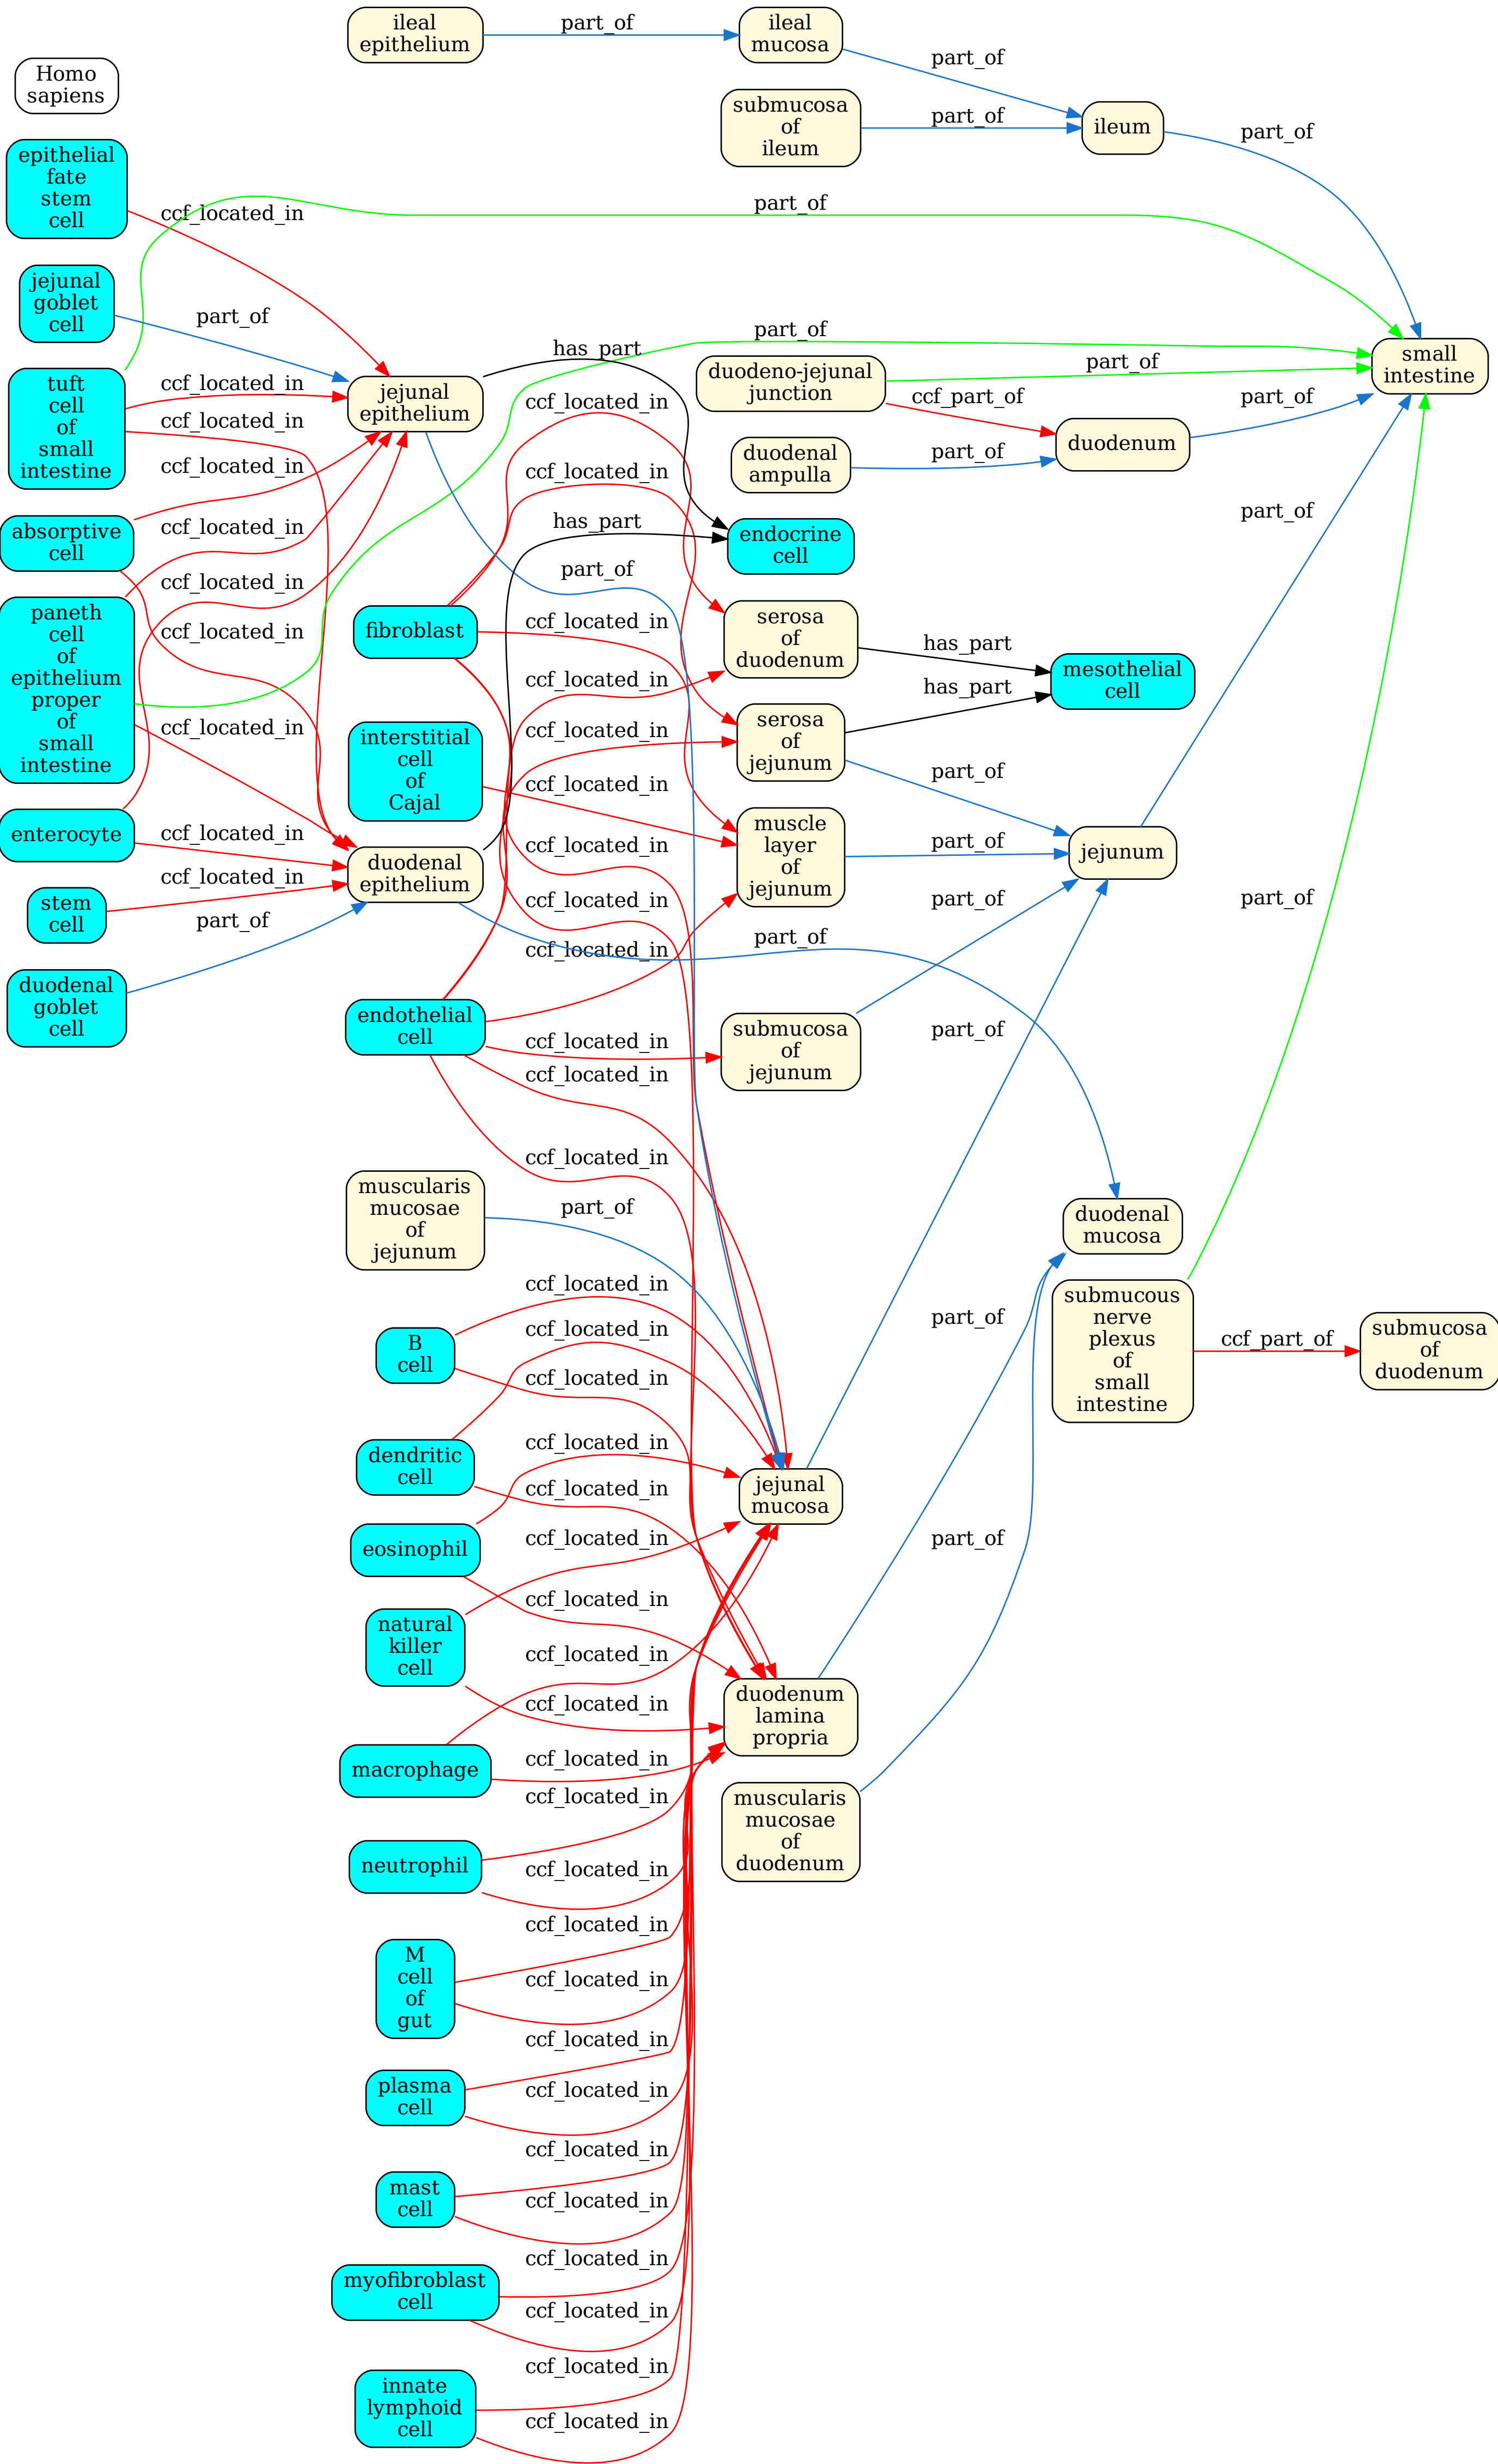 ileal
epithelium
part_of
ileal
mucosa
Homo
sapiens
part_of
submucosa
of
ileum
part_of
ileum
part_of
epithelial
fate
stem
cell
ccf_located_in
part_of
jejunal
goblet
cell
part_of
tuft
cell
of
small
intestine
ccf_located_in
ccf_located_in
jejunal
epithelium
has_part
part_of
duodeno-jejunal
junction
part_of
ccf_part_of
small
intestine
duodenum
part_of
duodenal
ampulla
part_of
ccf_located_in
ccf_located_in
ccf_located_in
absorptive
cell
ccf_located_in
has_part
endocrine
cell
part_of
part_of
ccf_located_in
ccf_located_in
paneth
cell
of
epithelium
proper
of
small
intestine
ccf_located_in
fibroblast
ccf_located_in
ccf_located_in
serosa
of
duodenum
has_part
has_part
mesothelial
cell
interstitial
cell
of
Cajal
ccf_located_in
ccf_located_in
serosa
of
jejunum
part_of
enterocyte
ccf_located_in
stem
cell
ccf_located_in
duodenal
epithelium
ccf_located_in
ccf_located_in
muscle
layer
of
jejunum
part_of
jejunum
part_of
part_of
part_of
duodenal
goblet
cell
part_of
ccf_located_in
endothelial
cell
ccf_located_in
ccf_located_in
submucosa
of
jejunum
part_of
ccf_located_in
muscularis
mucosae
of
jejunum
part_of
duodenal
mucosa
B
cell
ccf_located_in
ccf_located_in
ccf_located_in
part_of
submucous
nerve
plexus
of
small
intestine
ccf_part_of
submucosa
of
duodenum
dendritic
cell
ccf_located_in
ccf_located_in
jejunal
mucosa
part_of
eosinophil
ccf_located_in
ccf_located_in
natural
killer
cell
ccf_located_in
ccf_located_in
duodenum
lamina
propria
macrophage
ccf_located_in
ccf_located_in
muscularis
mucosae
of
duodenum
neutrophil
ccf_located_in
ccf_located_in
M
cell
of
gut
ccf_located_in
ccf_located_in
plasma
cell
ccf_located_in
ccf_located_in
mast
cell
ccf_located_in
ccf_located_in
myofibroblast
cell
ccf_located_in
ccf_located_in
innate
lymphoid
cell
ccf_located_in